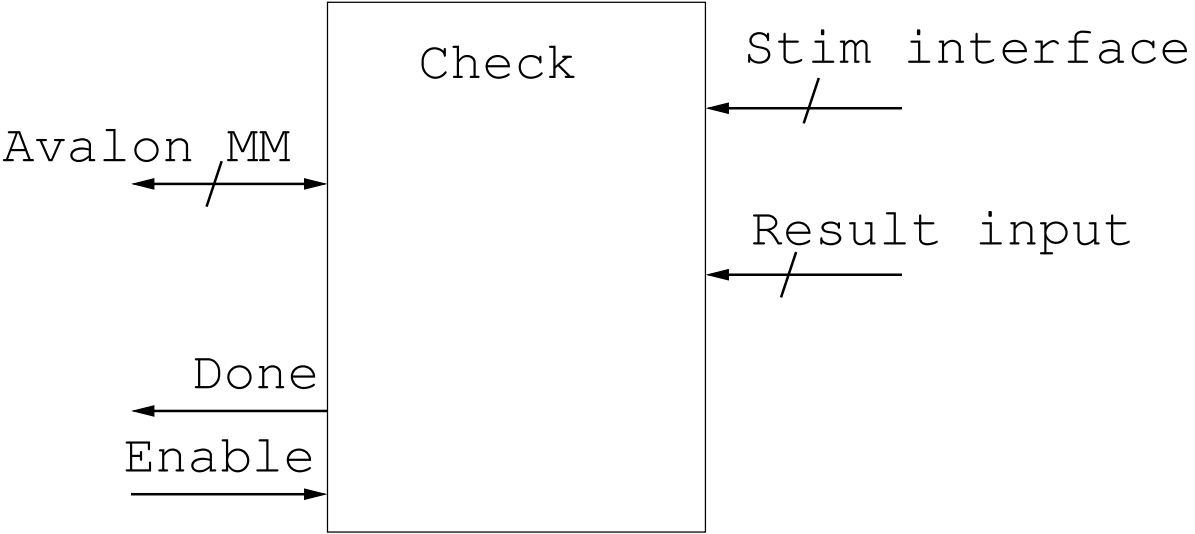 Check
Stim interface
Avalon MM
Result input
Done
Enable